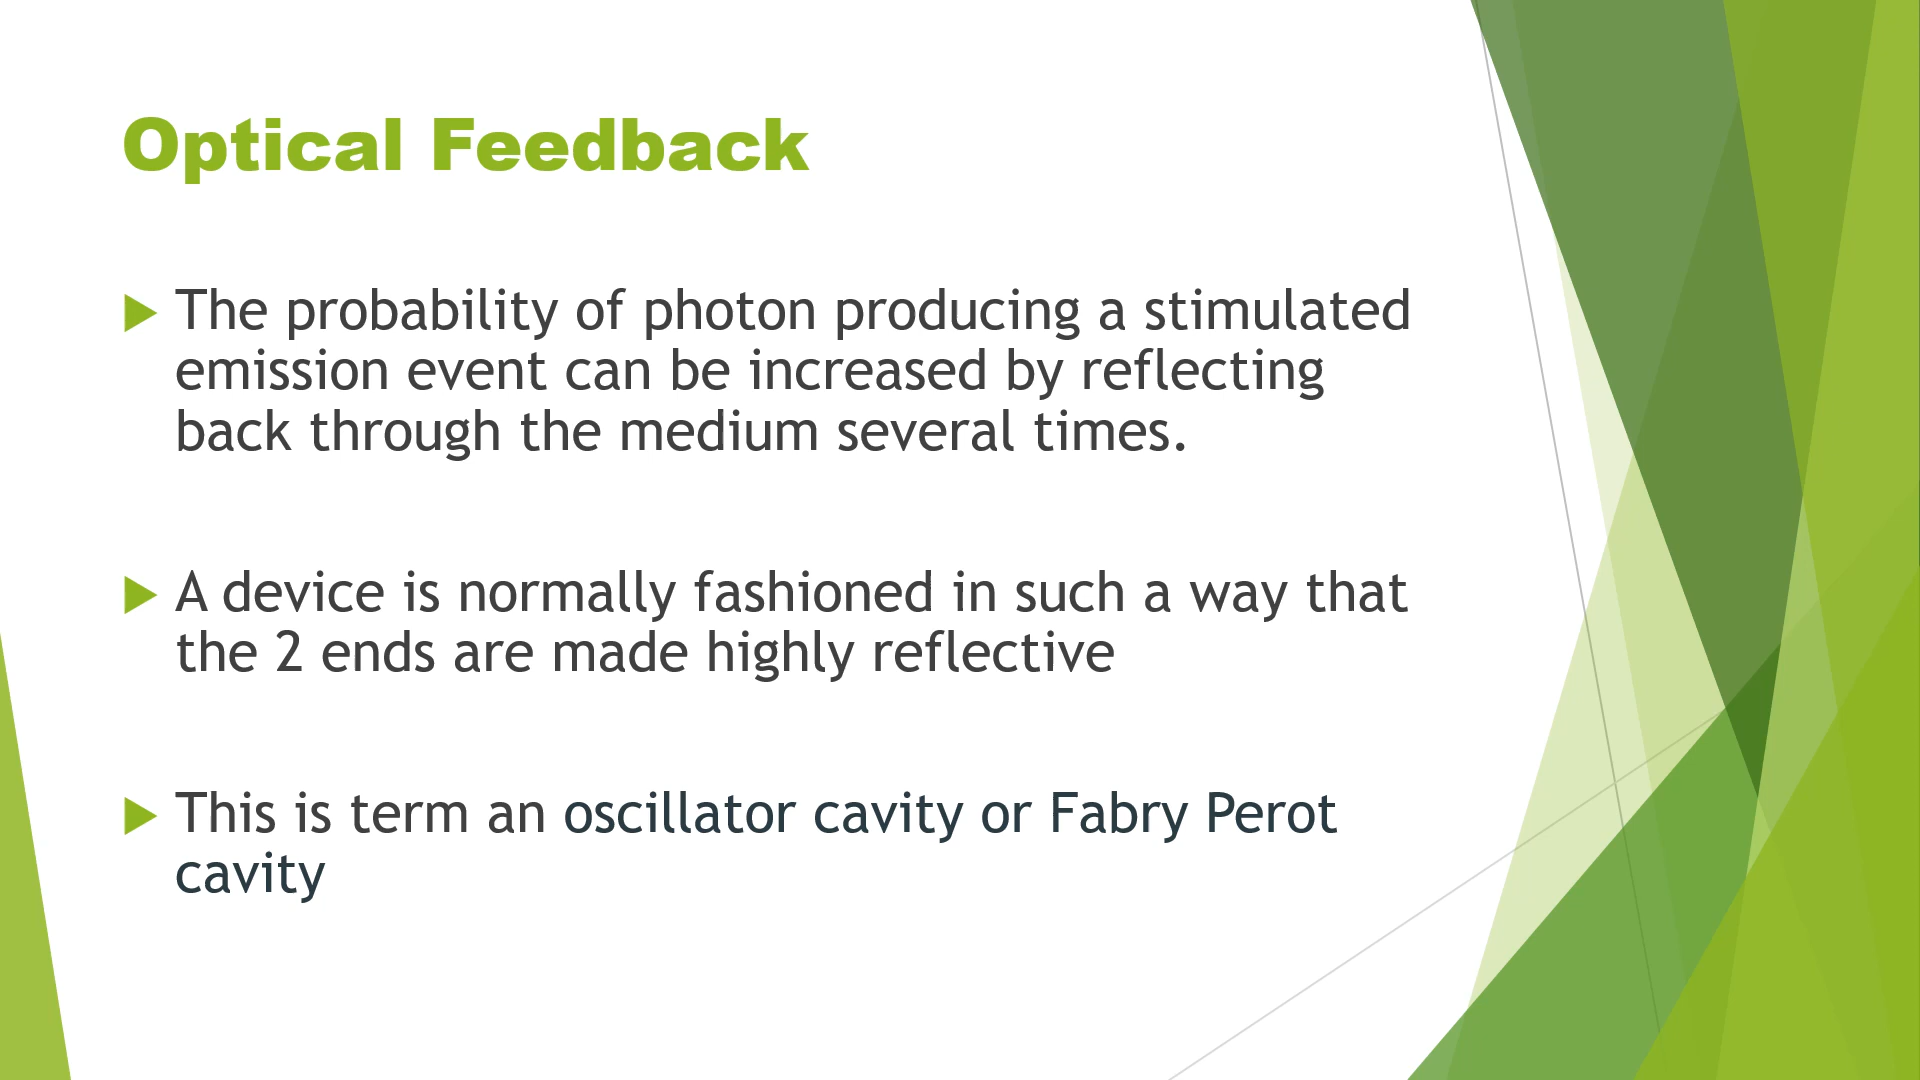 Optical Feedback
The probability of photon producing a stimulated
emission event can be increased by reflecting
back through the medium several times.
A device is normally fashioned in such a way that
the 2 ends are made highly reflective
This is term an oscillator cavity or Fabry Perot
cavity